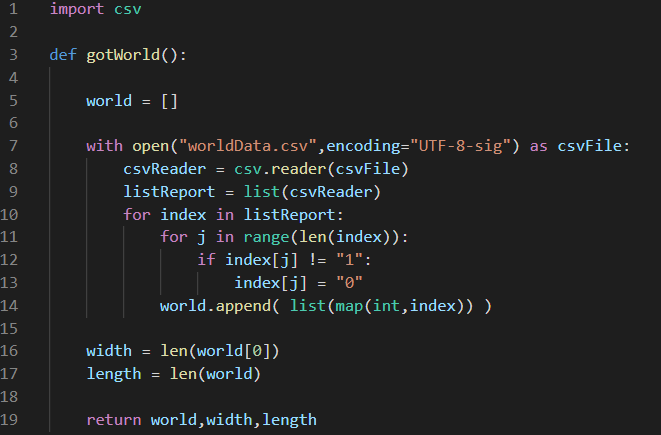 1 import csv
2
3 def gotWorld():
4
5     world = []
6
7     with open("worldData.csv",encoding="UTF-8-sig") as csvFile:
8         csvReader = csv.reader(csvFile)
9         listReport = list(csvReader)
10         for index in listReport:
11             for j in range(len(index)):
12                 if index[j] != "1":
13                     index[j] = "0"
14             world.append( list(map(int,index)) )
15
16     width = len(world[0])
17     length = len(world)
18
19     return world,width,length